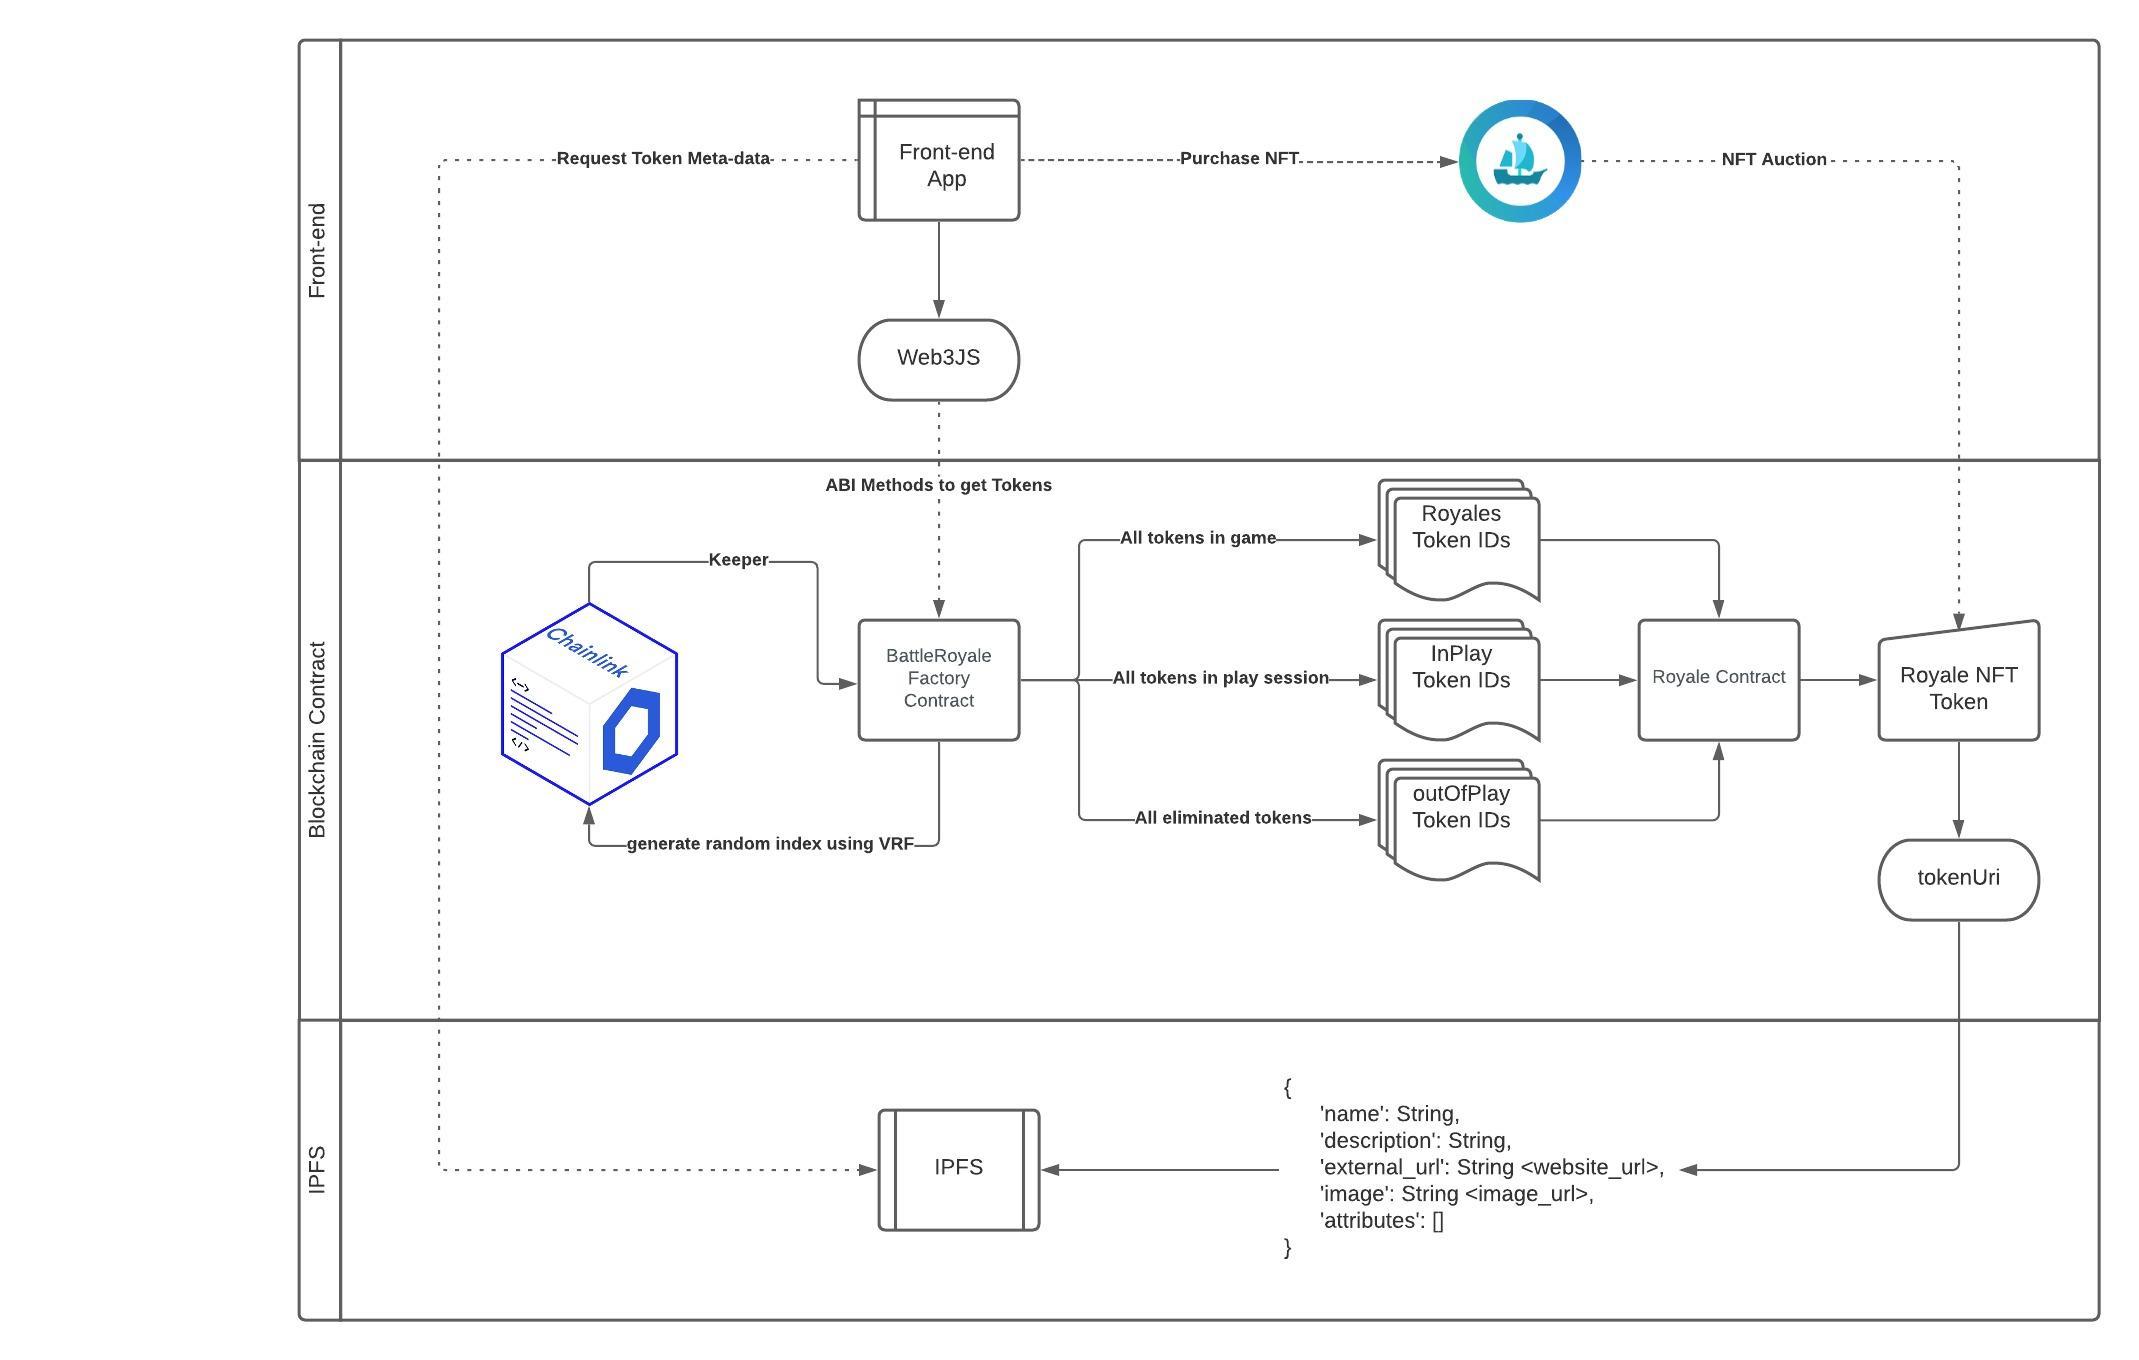 Front-end
Request Token Meta-data
Front-end
App
Purchase NFT
NFT Auction
Web3JS
Blockchain Contract
ABI Methods to get Tokens
Keeper
Chainlink
<->
</>
BattleRoyale
Factory
Contract
generate random index using VRF
All tokens in game
Royales
Token IDs
All tokens in play session
InPlay
Token IDs
All eliminated tokens
outOfPlay
Token IDs
Royale Contract
Royale NFT
Token
tokenUri
IPFS
IPFS
{
'name': String,
'description': String,
'external_url': String <website_url>,
'image': String <image_url>,
'attributes': []
}